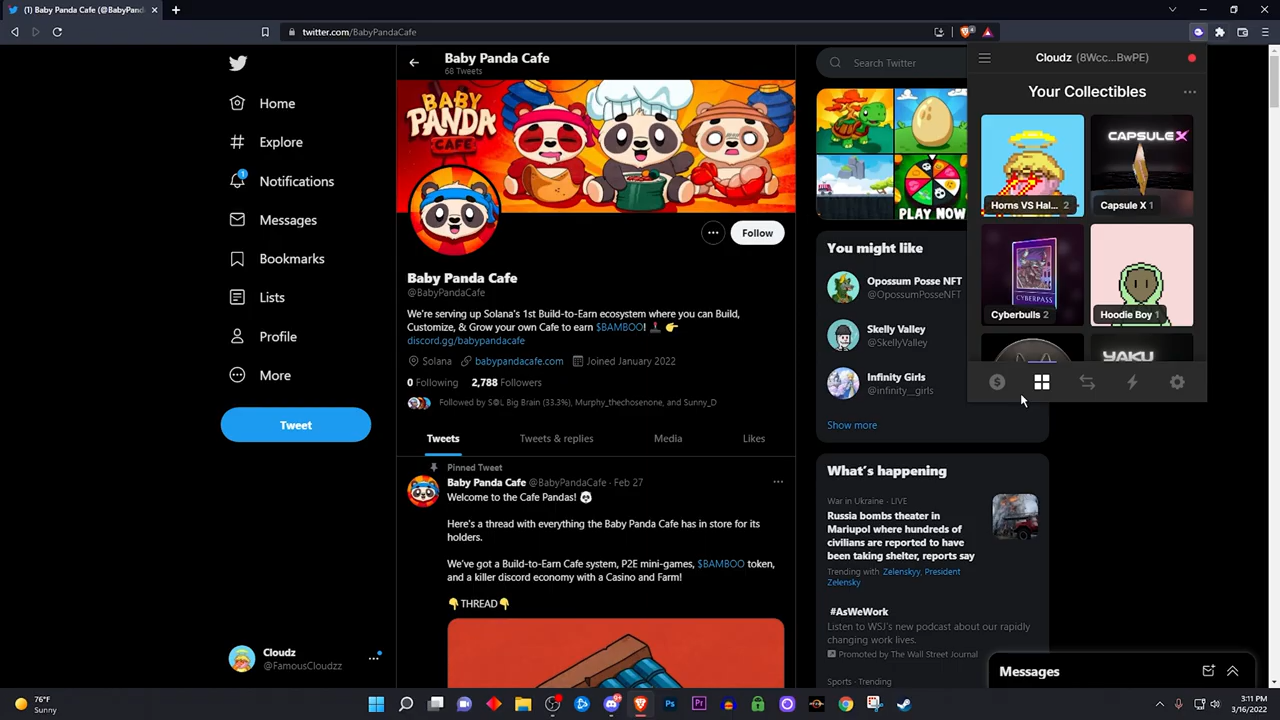 (1) Baby Panda Cafe (@BabyPand
twitter.com/BabyPandaCafe
Home
Explore
1
Notifications
Messages
Bookmarks
Lists
Profile
More
Tweet
Cloudz
@FamousCloudzz
Baby Panda Cafe
68 Tweets
BABY
PANDA
CAFE
Follow
Baby Panda Cafe
@BabyPandaCafe
We're serving up Solana's 1st Build-to-Earn ecosystem where you can Build,
Customize, & Grow your own Cafe to earn $BAMBOO! 🕹️ 👉
discord.gg/babypandacafe
Solana babypandacafe.com Joined January 2022
0 Following 2,788 Followers
Followed by S@L Big Brain (33.3%), Murphy_thechosenone, and Sunny_D
Tweets Tweets & replies Media Likes
Pinned Tweet
Baby Panda Cafe @BabyPandaCafe · Feb 27
Welcome to the Cafe Pandas! 🐼
Here's a thread with everything the Baby Panda Cafe has in store for its
holders.
We've got a Build-to-Earn Cafe system, P2E mini-games, $BAMBOO token,
and a killer discord economy with a Casino and Farm!
👇THREAD👇
Search Twitter
PLAY NOW
You might like
Opossum Posse NFT
@OpossumPosseNFT
Skelly Valley
@SkellyValley
Infinity Girls
@infinity__girls
Show more
What's happening
War in Ukraine · LIVE
Russia bombs theater in
Mariupol where hundreds of
civilians are reported to have
been taking shelter, reports say
Trending with Zelenskyy, President
Zelensky
#AsWeWork
Listen to WSJ's new podcast about our rapidly
changing work lives.
Promoted by The Wall Street Journal
Sports · Trending
Messages
Cloudz (8Wcc...BwPE)
Your Collectibles
Horns VS Hal... 2
CAPSULE X
Capsule X 1
CYBERPASS
Cyberbulls 2
Hoodie Boy 1
YAKU
76°F
Sunny
3:11 PM
3/16/2022